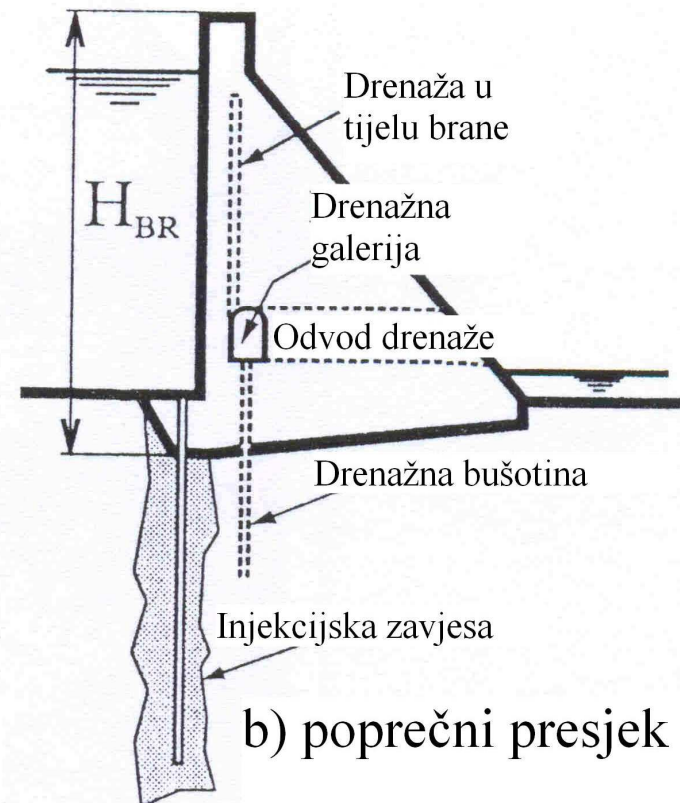 Drenaža u
tijelu brane
H_BR
Drenažna
galerija
Odvod drenaže
Drenažna bušotina
Injekcijska zavjesa
b) poprečni presjek